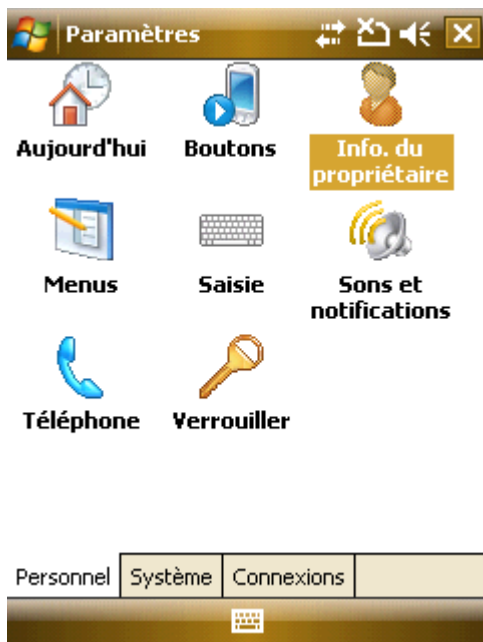 Paramètres
Aujourd'hui
Boutons
Info. du
propriétaire
Menus
Saisie
Sons et
notifications
Téléphone
Verrouiller
Personnel
Système
Connexions